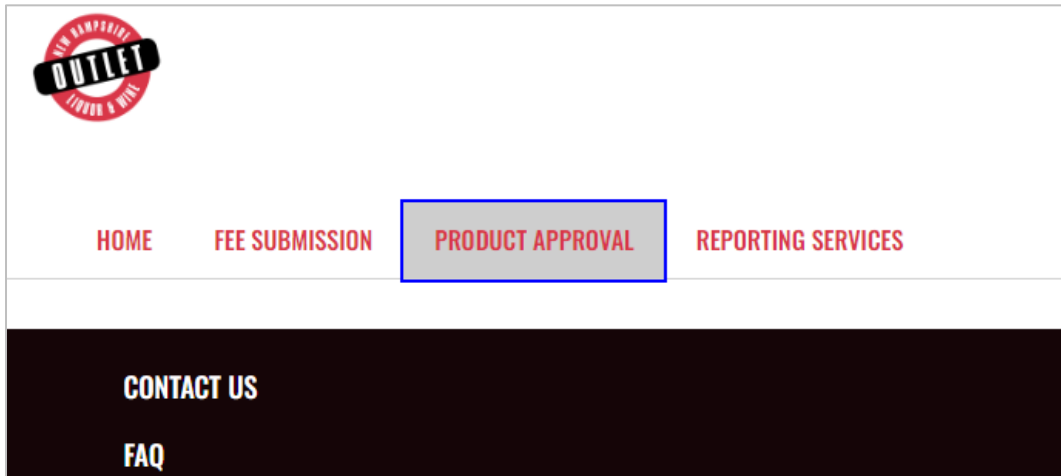 NEW HAMPSHIRE
OUTLET
LIQUOR & WINE
HOME FEE SUBMISSION PRODUCT APPROVAL REPORTING SERVICES
CONTACT US
FAQ